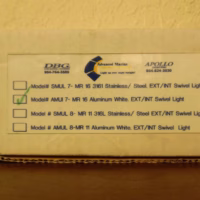 DBG
Advanced Marine
APOLLO
Model# SMUL 7- MR 16 316l Stainless/ Steel, EXT/INT Swivel Light
Model# AMUl 7- MR 16 Aluminum White, EXT/INT Swivel Light
Model # SMUL 8- MR 11 316L Stainless/ Steel, EXT/INT Swivel Light
Model # AMUL 8-MR 11 Aluminum White, EXT/INT Swivel Light